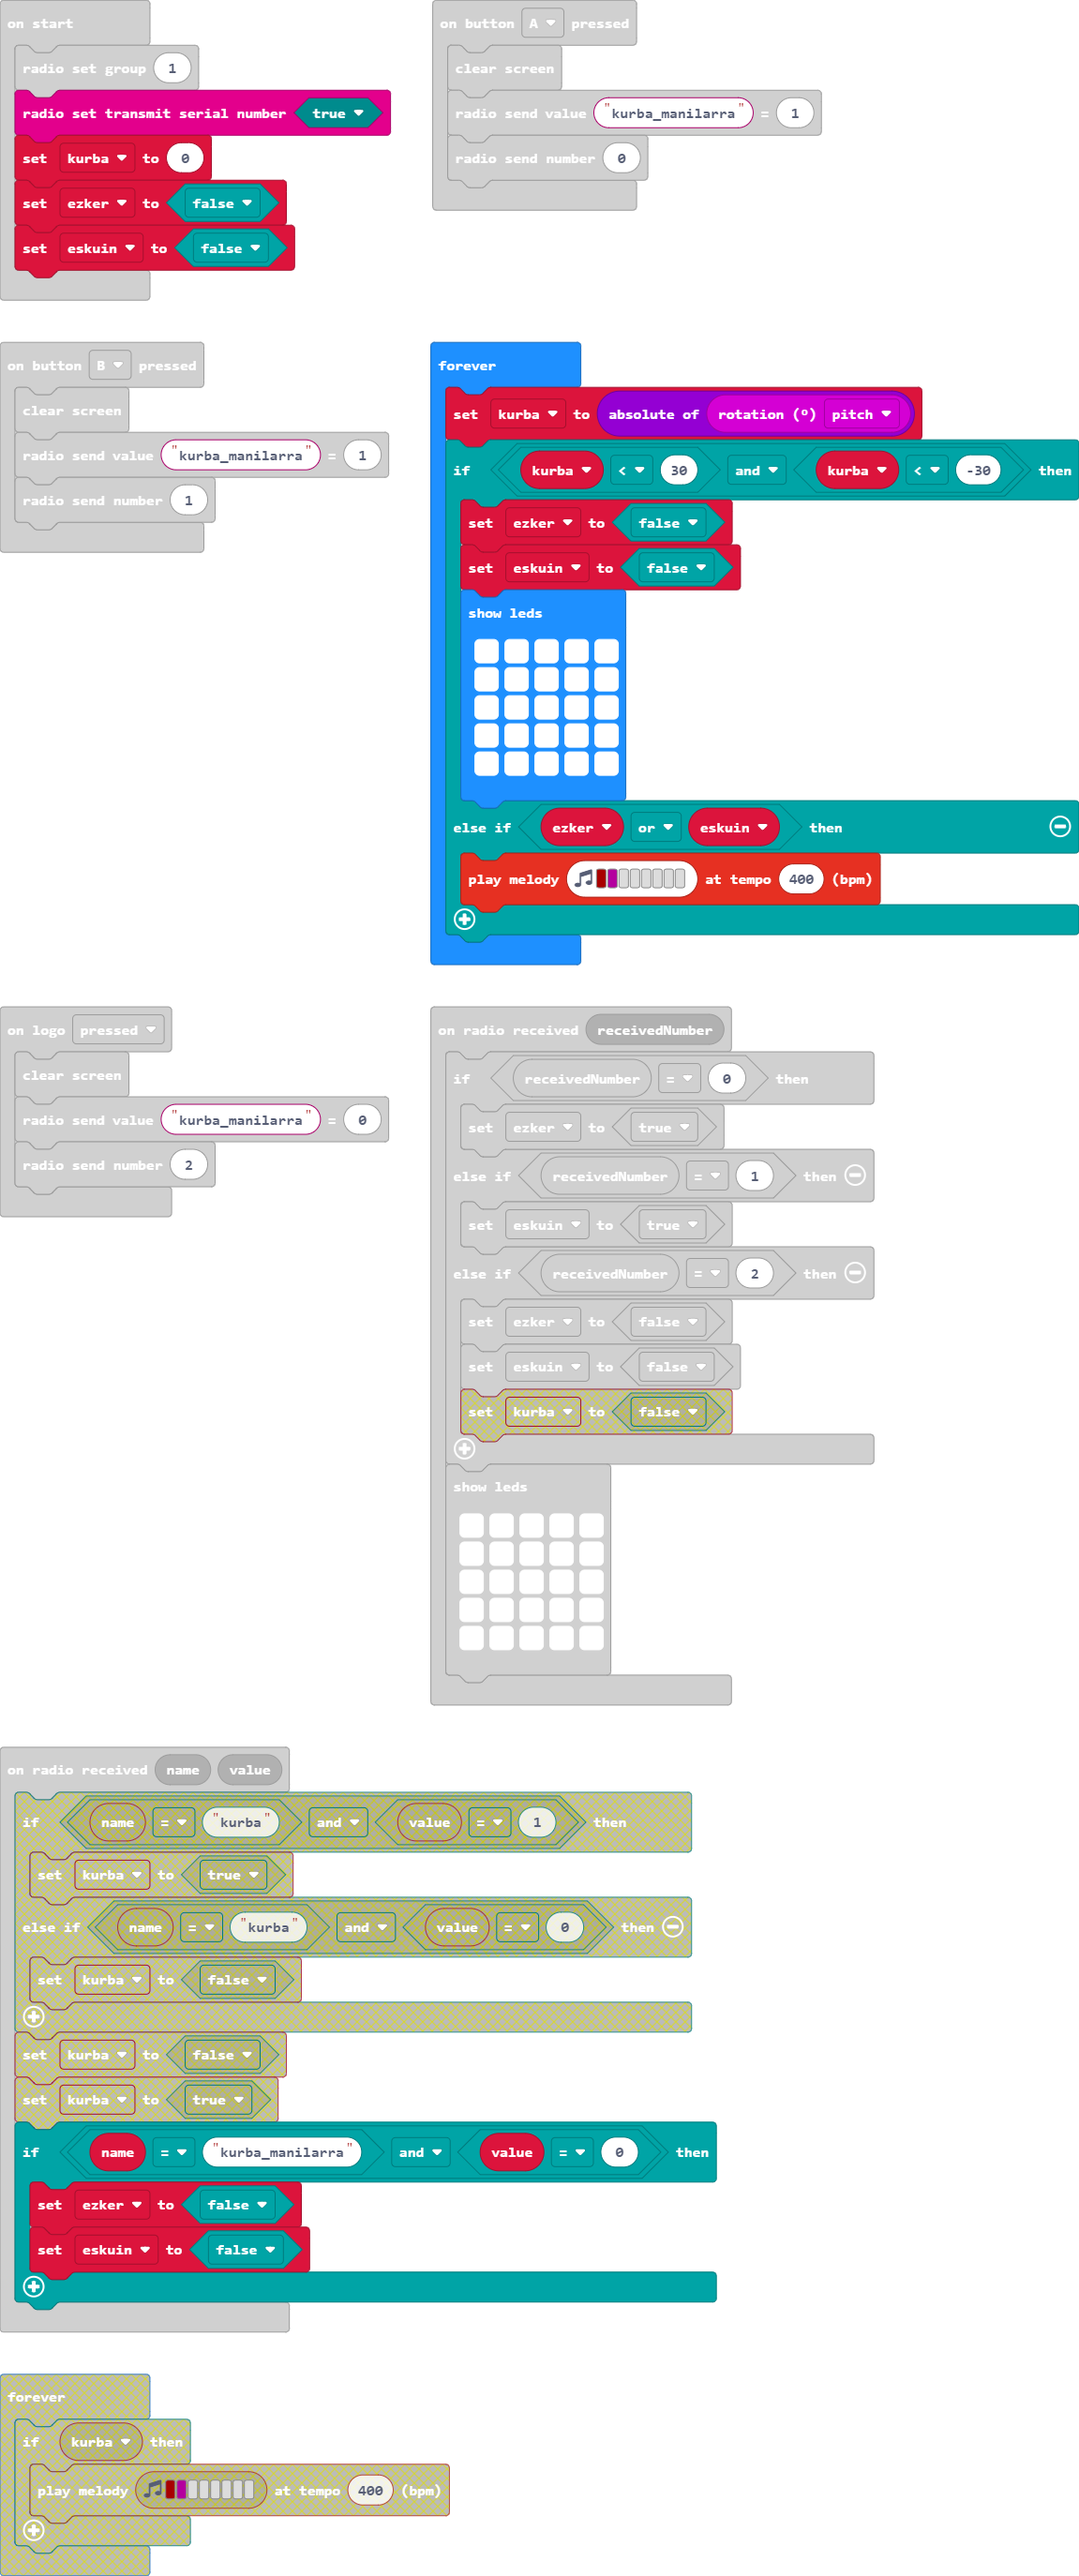 on start
radio set group 1
radio set transmit serial number true
set kurba to 0
set ezker to false
set eskuin to false
on button A pressed
clear screen
radio send value "kurba_manilarra" = 1
radio send number 0
on button B pressed
clear screen
radio send value "kurba_manilarra" = 1
radio send number 1
forever
set kurba to absolute of rotation (º) pitch
if kurba < 30 and kurba < -30 then
set ezker to false
set eskuin to false
show leds
else if ezker or eskuin then
play melody at tempo 400 (bpm)
on logo pressed
clear screen
radio send value "kurba_manilarra" = 0
radio send number 2
on radio received receivedNumber
if receivedNumber = 0 then
set ezker to true
else if receivedNumber = 1 then
set eskuin to true
else if receivedNumber = 2 then
set ezker to false
set eskuin to false
set kurba to false
show leds
on radio received name value
if name = "kurba" and value = 1 then
set kurba to true
else if name = "kurba" and value = 0 then
set kurba to false
set kurba to false
set kurba to true
if name = "kurba_manilarra" and value = 0 then
set ezker to false
set eskuin to false
forever
if kurba then
play melody at tempo 400 (bpm)